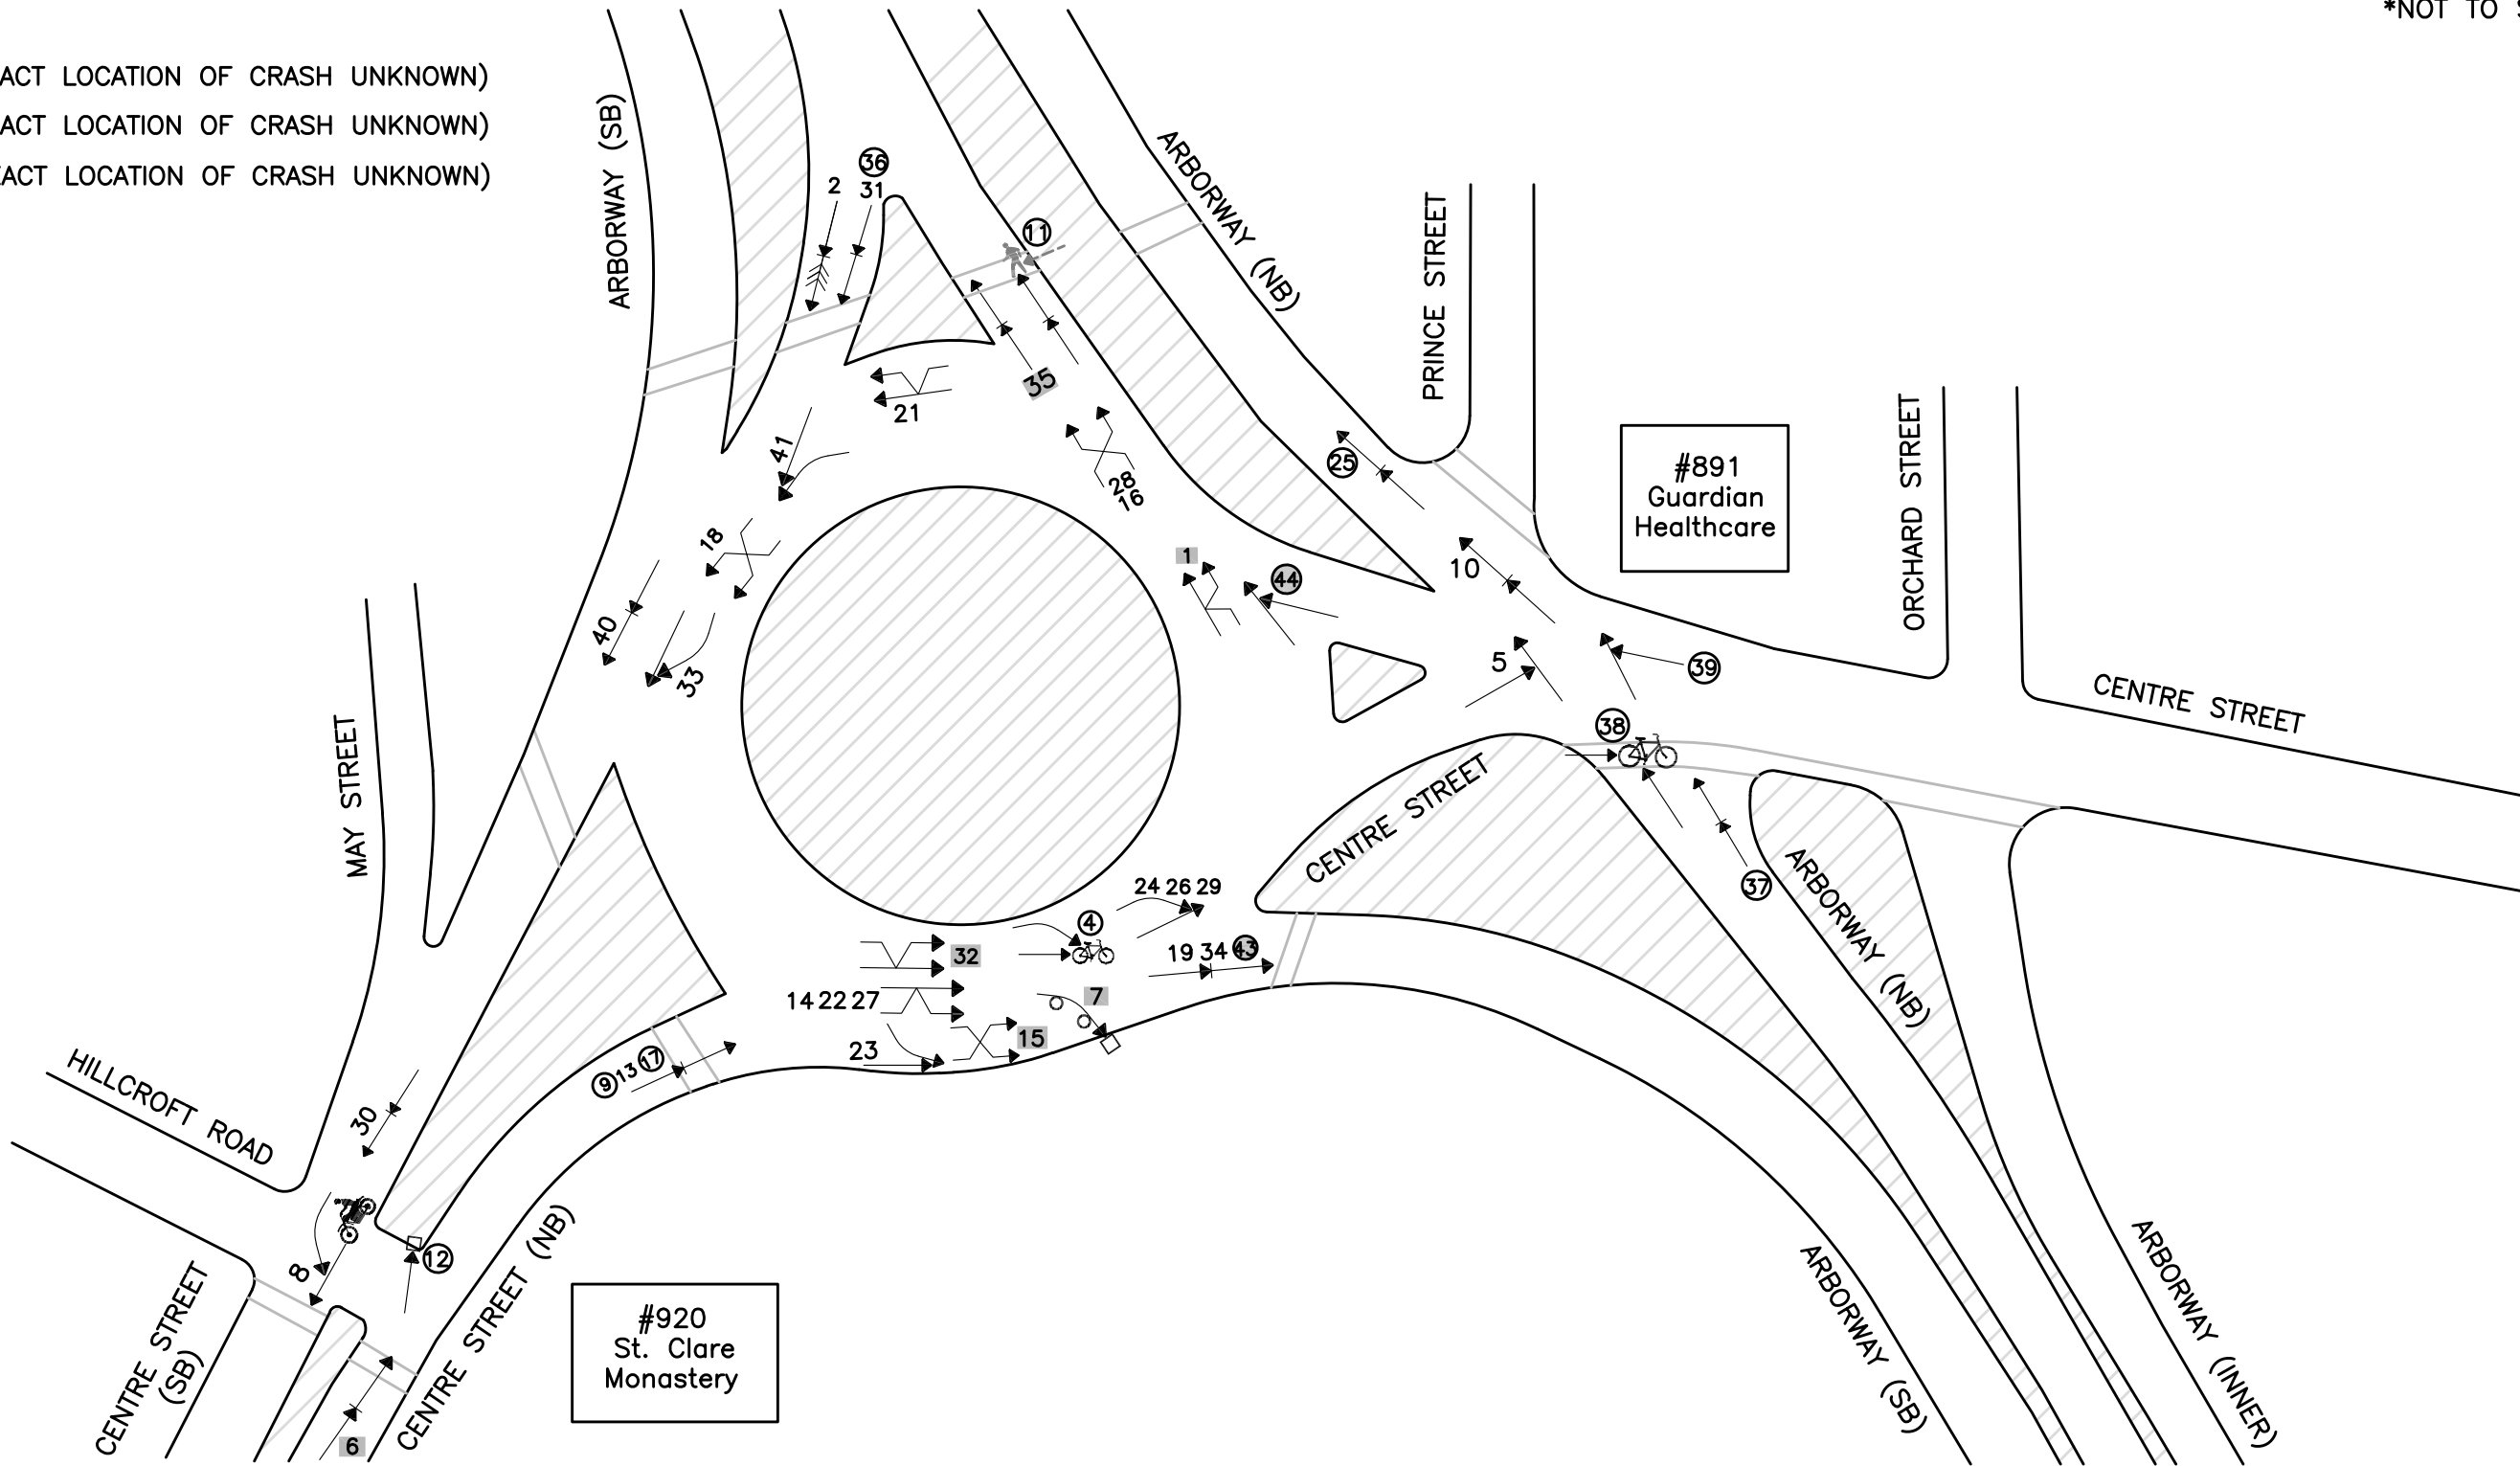 *NOT TO S
ACT LOCATION OF CRASH UNKNOWN)
ACT LOCATION OF CRASH UNKNOWN)
ACT LOCATION OF CRASH UNKNOWN)
ARBORWAY (SB)
36
2
31
11
ARBORWAY (NB)
PRINCE STREET
35
21
41
28
16
25
#891
Guardian
Healthcare
ORCHARD STREET
18
1
44
10
40
33
5
39
CENTRE STREET
38
MAY STREET
CENTRE STREET
37
ARBORWAY (NB)
24 26 29
4
32
19 34 43
14 22 27
7
15
23
9 13 17
HILLCROFT ROAD
30
8
12
CENTRE STREET
(SB)
CENTRE STREET (NB)
6
#920
St. Clare
Monastery
ARBORWAY (SB)
ARBORWAY (INNER)